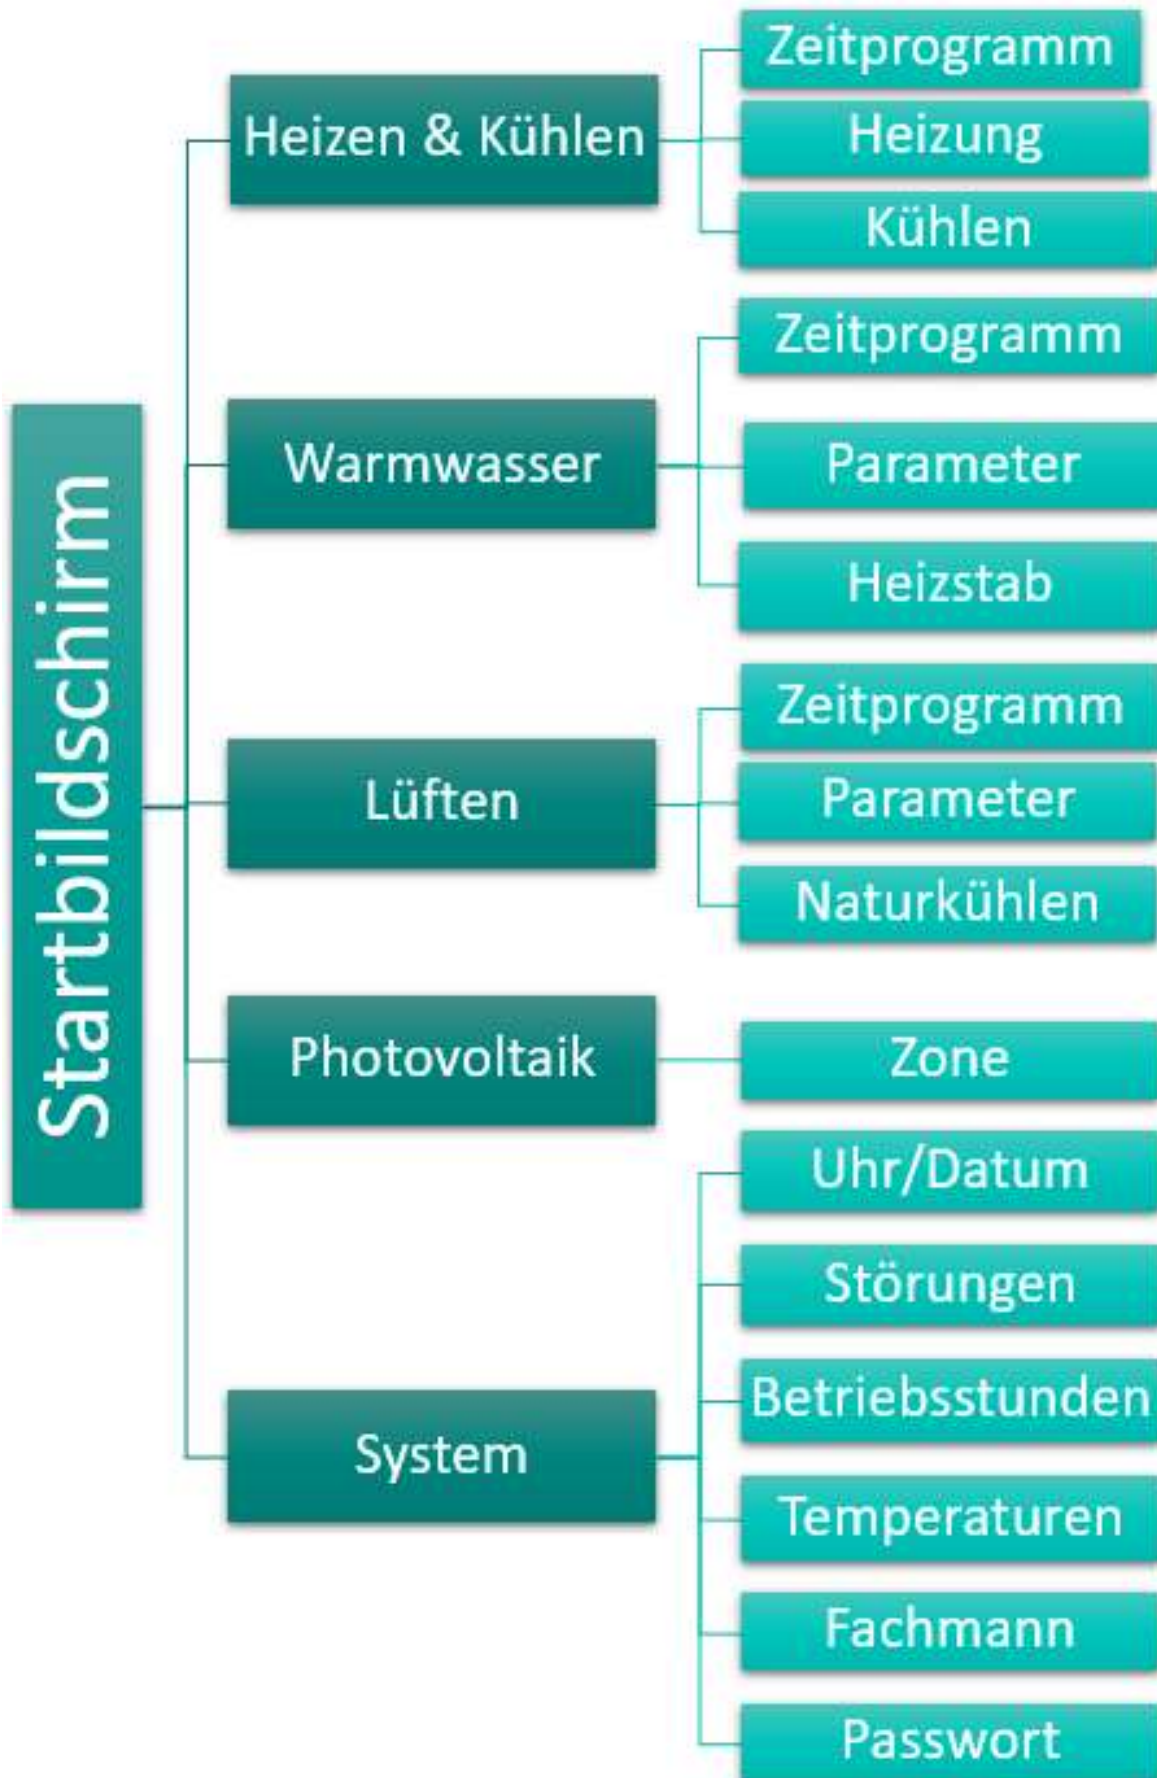 Startbildschirm
Heizen & Kühlen
Zeitprogramm
Heizung
Kühlen
Warmwasser
Zeitprogramm
Parameter
Heizstab
Lüften
Zeitprogramm
Parameter
Naturkühlen
Photovoltaik
Zone
System
Uhr/Datum
Störungen
Betriebsstunden
Temperaturen
Fachmann
Passwort